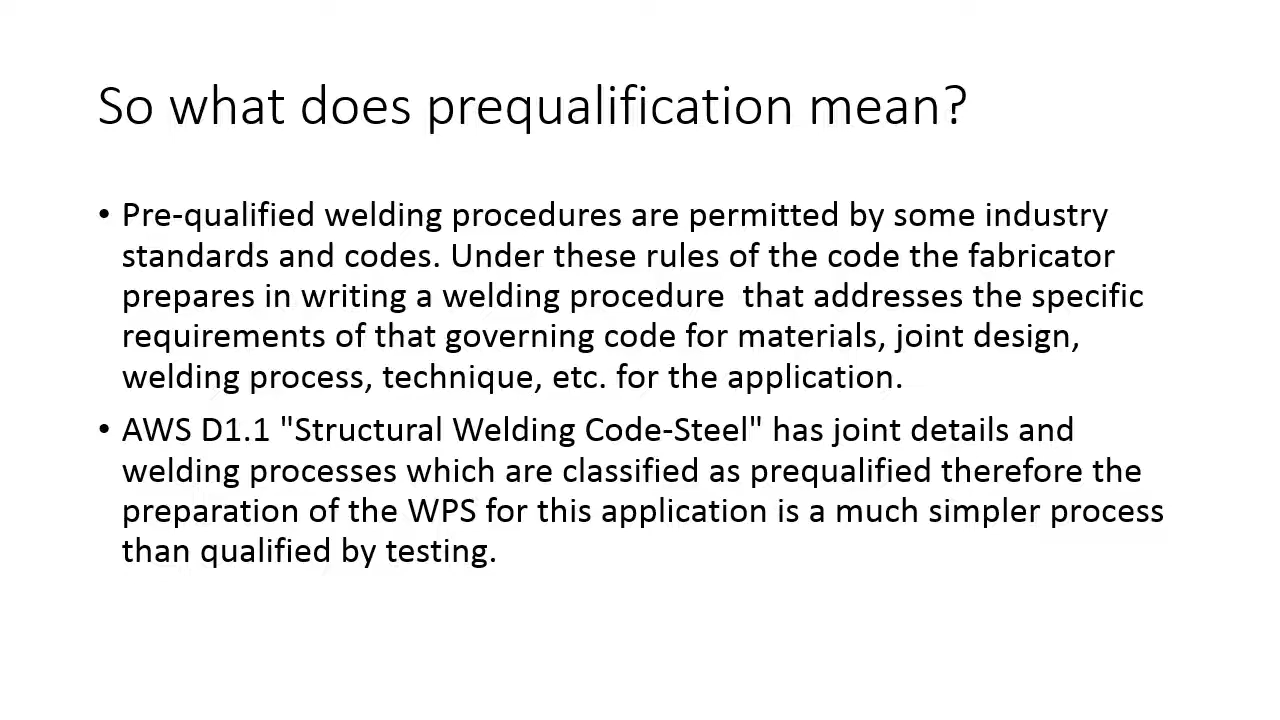 So what does prequalification mean?
• Pre-qualified welding procedures are permitted by some industry
standards and codes. Under these rules of the code the fabricator
prepares in writing a welding procedure  that addresses the specific
requirements of that governing code for materials, joint design,
welding process, technique, etc. for the application.
• AWS D1.1 "Structural Welding Code-Steel" has joint details and
welding processes which are classified as prequalified therefore the
preparation of the WPS for this application is a much simpler process
than qualified by testing.